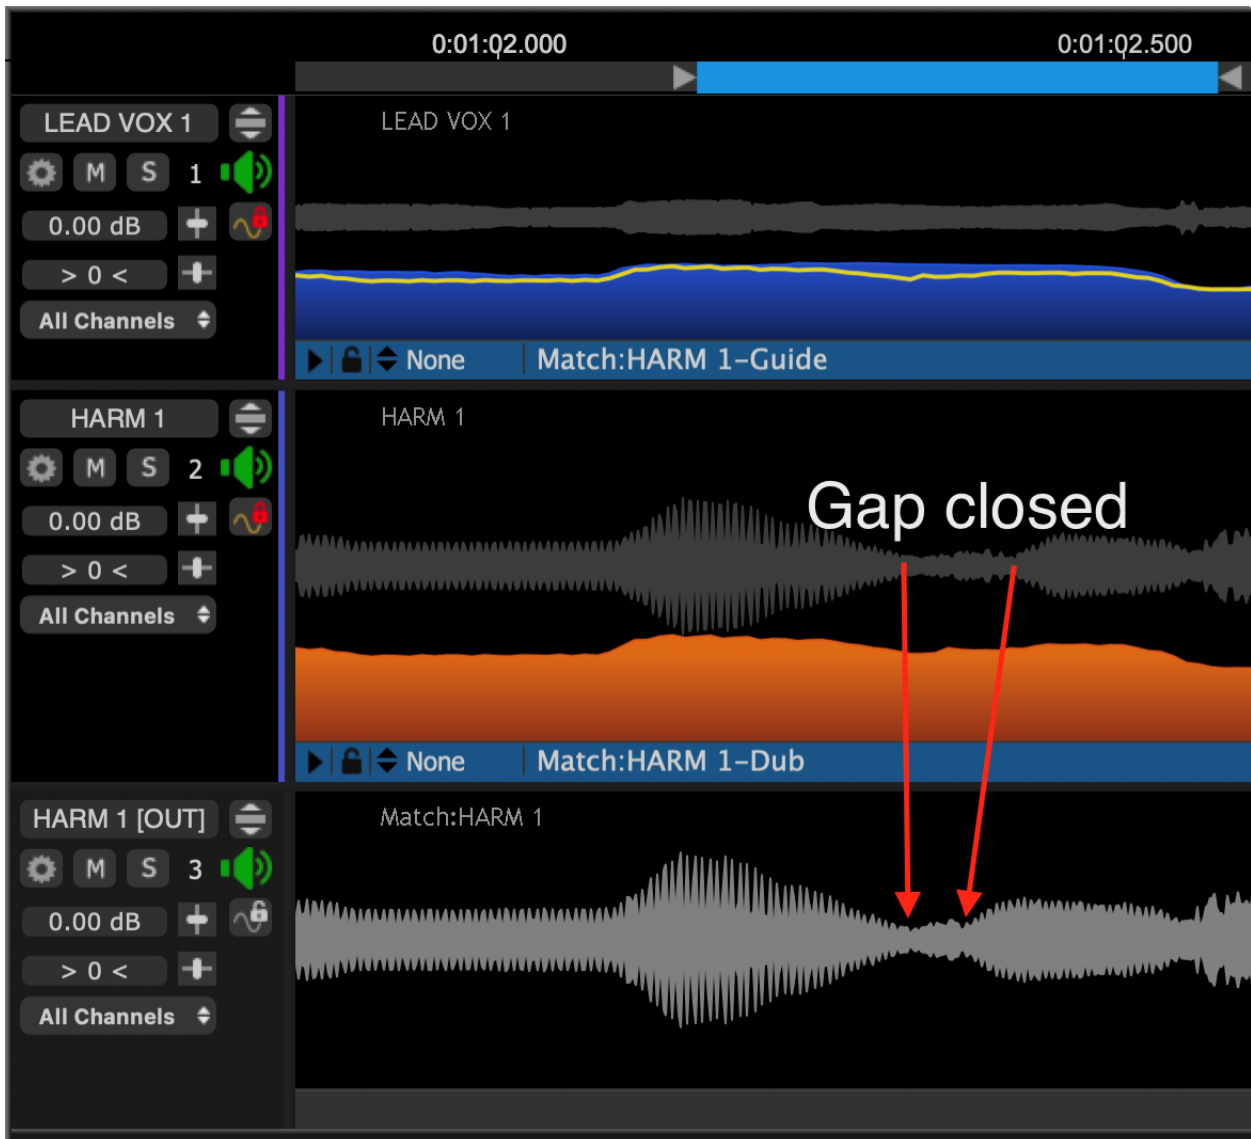 0:01:02.000
0:01:02.500
LEAD VOX 1
LEAD VOX 1
M S 1
0.00 dB
> 0 <
All Channels
None
Match:HARM 1-Guide
HARM 1
HARM 1
M S 2
0.00 dB
> 0 <
All Channels
Gap closed
None
Match:HARM 1-Dub
HARM 1 [OUT]
Match:HARM 1
M S 3
0.00 dB
> 0 <
All Channels